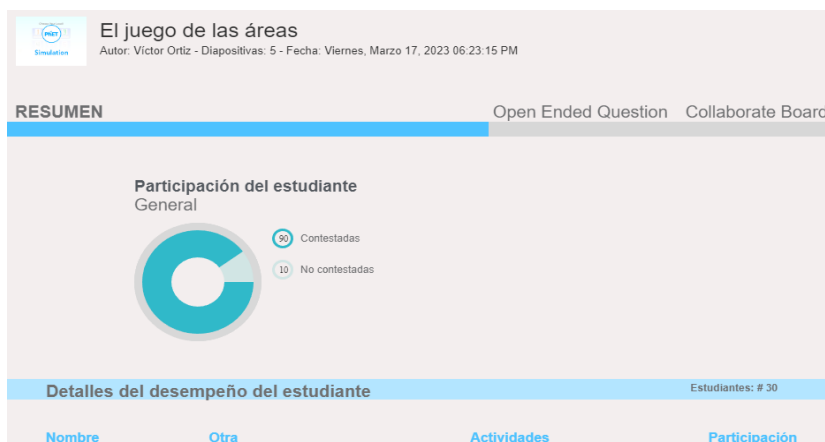 PhET
Simulation
El juego de las áreas
Autor: Víctor Ortiz - Diapositivas: 5 - Fecha: Viernes, Marzo 17, 2023 06:23:15 PM
RESUMEN
Open Ended Question
Collaborate Board
Participación del estudiante
General
90 Contestadas
10 No contestadas
Detalles del desempeño del estudiante
Estudiantes: # 30
Nombre
Otra
Actividades
Participación